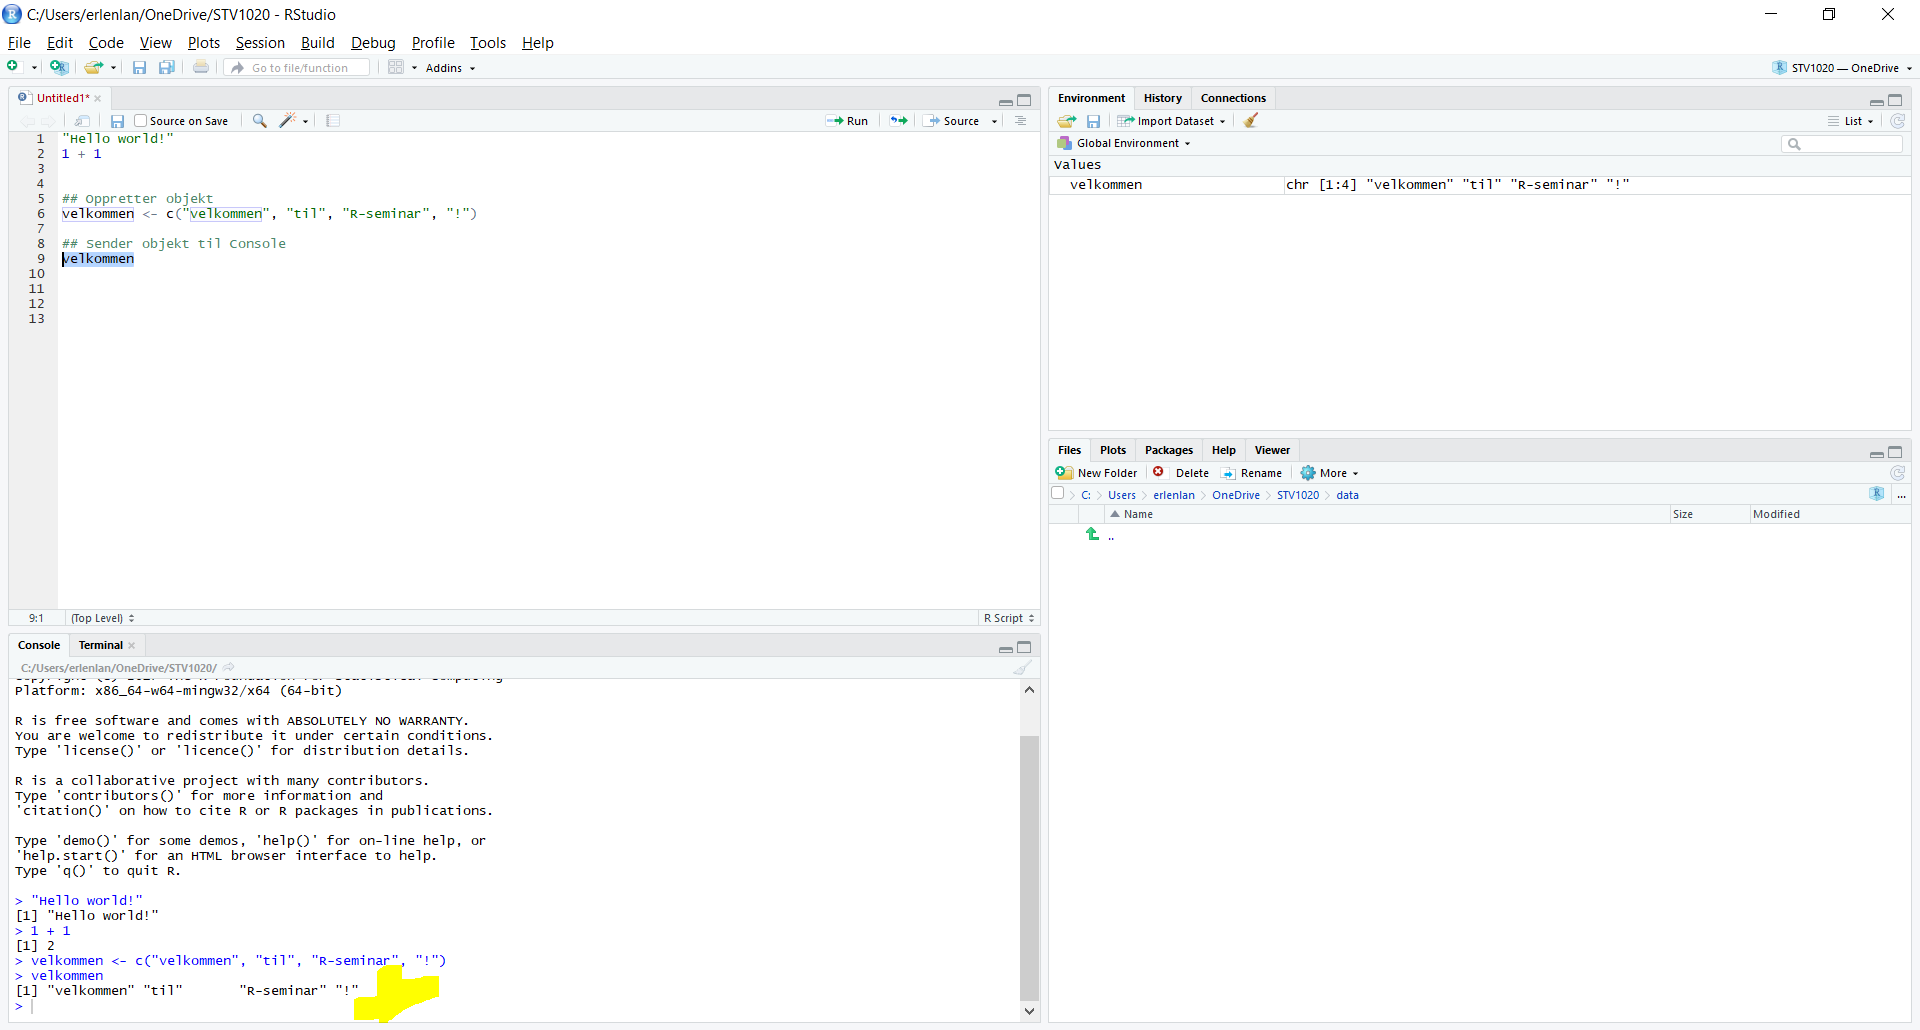 C:/Users/erlenlan/OneDrive/STV1020 - RStudio
File Edit Code View Plots Session Build Debug Profile Tools Help
Go to file/function Addins STV1020 — OneDrive
Untitled1*
Source on Save Run Source
1 "Hello world!"
2 1 + 1
3
4
5 ## Oppretter objekt
6 velkommen <- c("velkommen", "til", "R-seminar", "!")
7
8 ## Sender objekt til Console
9 velkommen
10
11
12
13
9:1 (Top Level) R Script
Console Terminal
C:/Users/erlenlan/OneDrive/STV1020/
Platform: x86_64-w64-mingw32/x64 (64-bit)
R is free software and comes with ABSOLUTELY NO WARRANTY.
You are welcome to redistribute it under certain conditions.
Type 'license()' or 'licence()' for distribution details.
R is a collaborative project with many contributors.
Type 'contributors()' for more information and
'citation()' on how to cite R or R packages in publications.
Type 'demo()' for some demos, 'help()' for on-line help, or
'help.start()' for an HTML browser interface to help.
Type 'q()' to quit R.
> "Hello world!"
[1] "Hello world!"
> 1 + 1
[1] 2
> velkommen <- c("velkommen", "til", "R-seminar", "!")
> velkommen
[1] "velkommen" "til"       "R-seminar" "!"
>
Environment History Connections
Import Dataset List
Global Environment
Values
velkommen chr [1:4] "velkommen" "til" "R-seminar" "!"
Files Plots Packages Help Viewer
New Folder Delete Rename More
C: Users erlenlan OneDrive STV1020 data ...
Name Size Modified
..